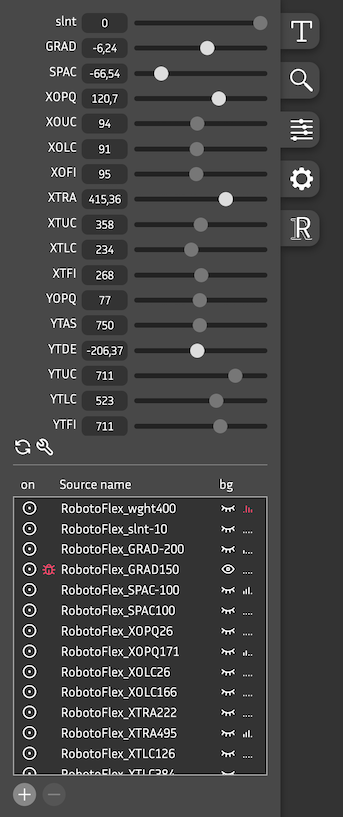 slnt 0
GRAD -6,24
SPAC -66,54
XOPQ 120,7
XOUC 94
XOLC 91
XOFI 95
XTRA 415,36
XTUC 358
XTLC 234
XTFI 268
YOPQ 77
YTAS 750
YTDE -206,37
YTUC 711
YTLC 523
YTFI 711
on Source name bg
RobotoFlex_wght400
RobotoFlex_slnt-10
RobotoFlex_GRAD-200
RobotoFlex_GRAD150
RobotoFlex_SPAC-100
RobotoFlex_SPAC100
RobotoFlex_XOPQ26
RobotoFlex_XOPQ171
RobotoFlex_XOLC26
RobotoFlex_XOLC166
RobotoFlex_XTRA222
RobotoFlex_XTRA495
RobotoFlex_XTLC126
RobotoFlex_XTLC384
T
R